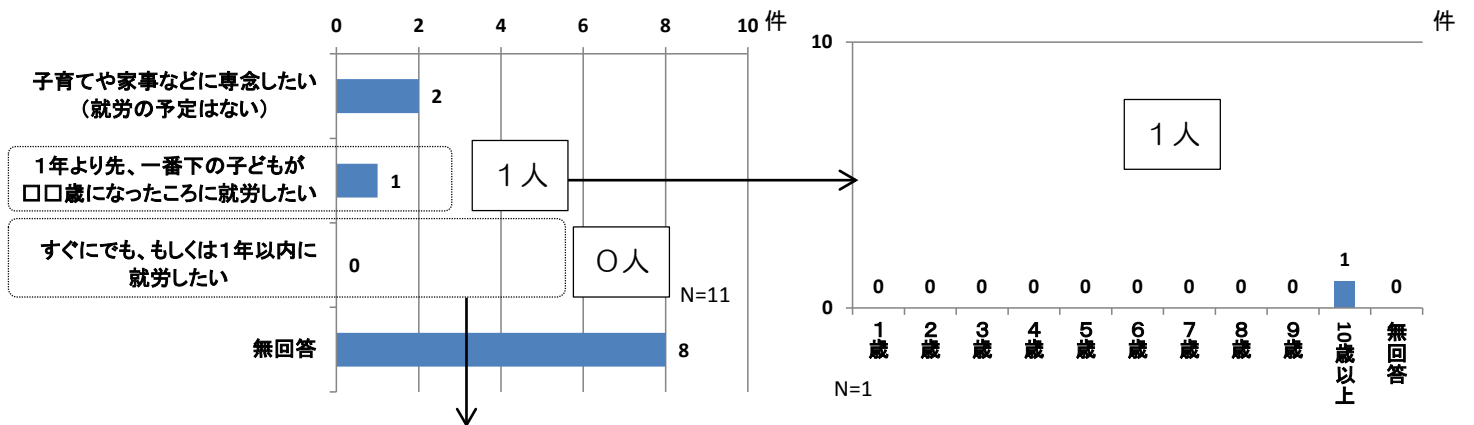 0 2 4 6 8 10 件
子育てや家事などに専念したい
（就労の予定はない）
2
1年より先、一番下の子どもが
□□歳になったころに就労したい
1
１人
すぐにでも、もしくは1年以内に
就労したい
0
０人
N=11
無回答
8
件
10
１人
0 0 0 0 0 0 0 0 0 1 0
0
1歳 2歳 3歳 4歳 5歳 6歳 7歳 8歳 9歳 10歳以上 無回答
N=1